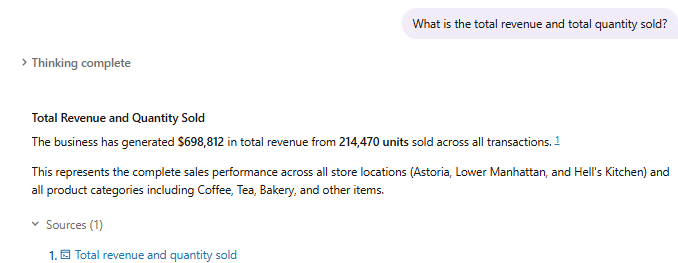 What is the total revenue and total quantity sold?
Thinking complete
Total Revenue and Quantity Sold
The business has generated $698,812 in total revenue from 214,470 units sold across all transactions. 1
This represents the complete sales performance across all store locations (Astoria, Lower Manhattan, and Hell's Kitchen) and
all product categories including Coffee, Tea, Bakery, and other items.
Sources (1)
1. Total revenue and quantity sold